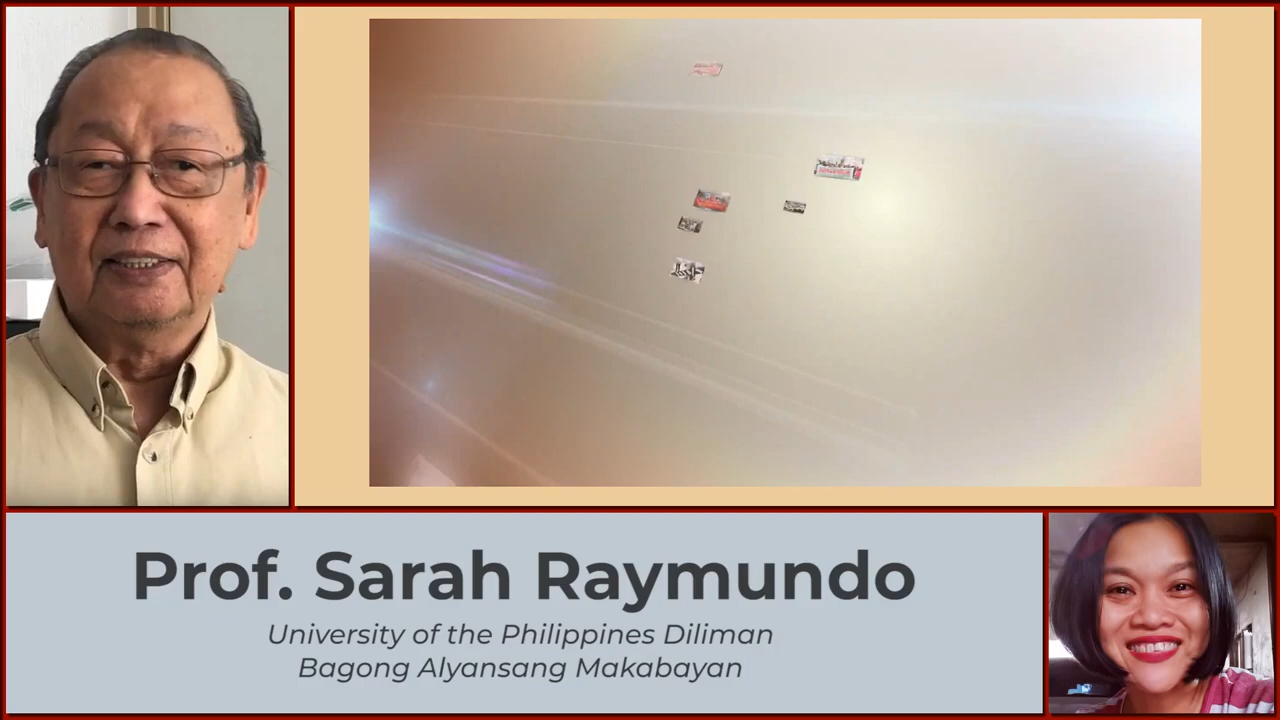 Prof. Sarah Raymundo
University of the Philippines Diliman
Bagong Alyansang Makabayan